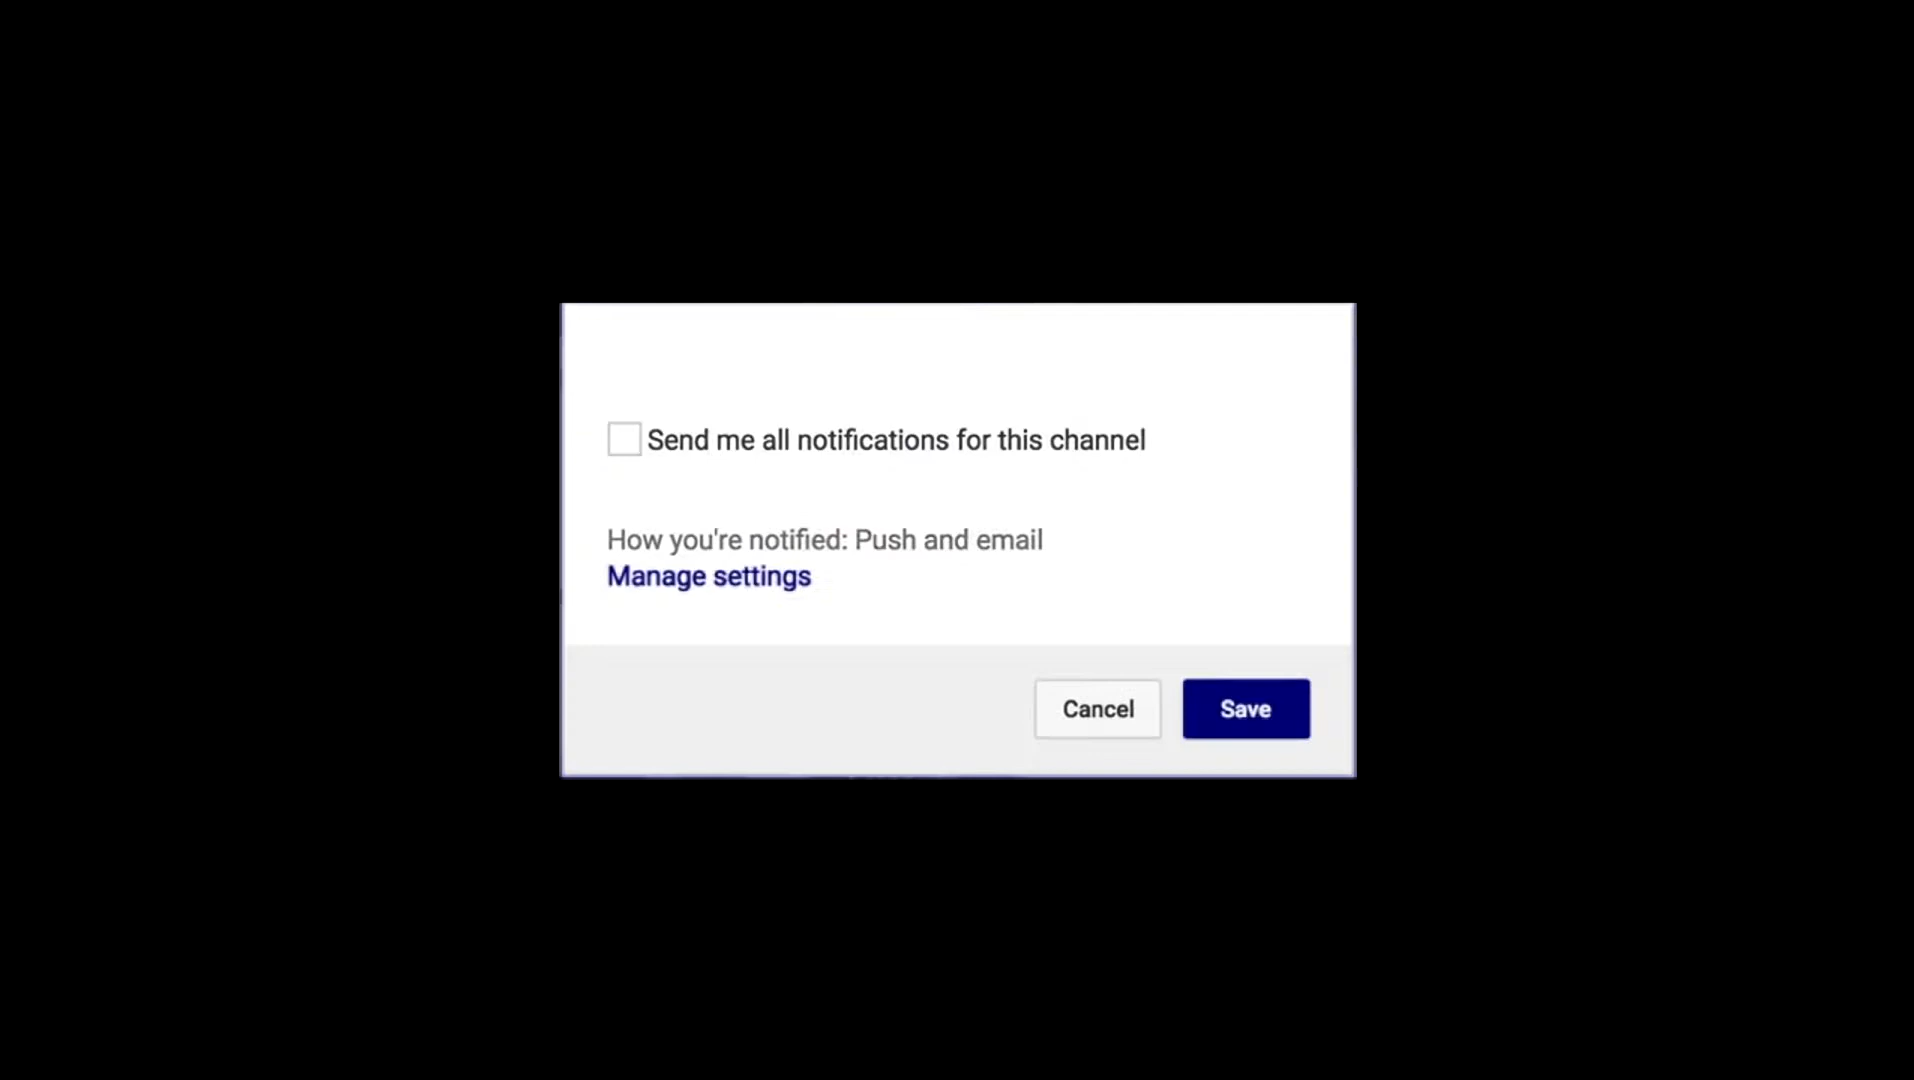 Send me all notifications for this channel
How you're notified: Push and email
Manage settings
Cancel
Save